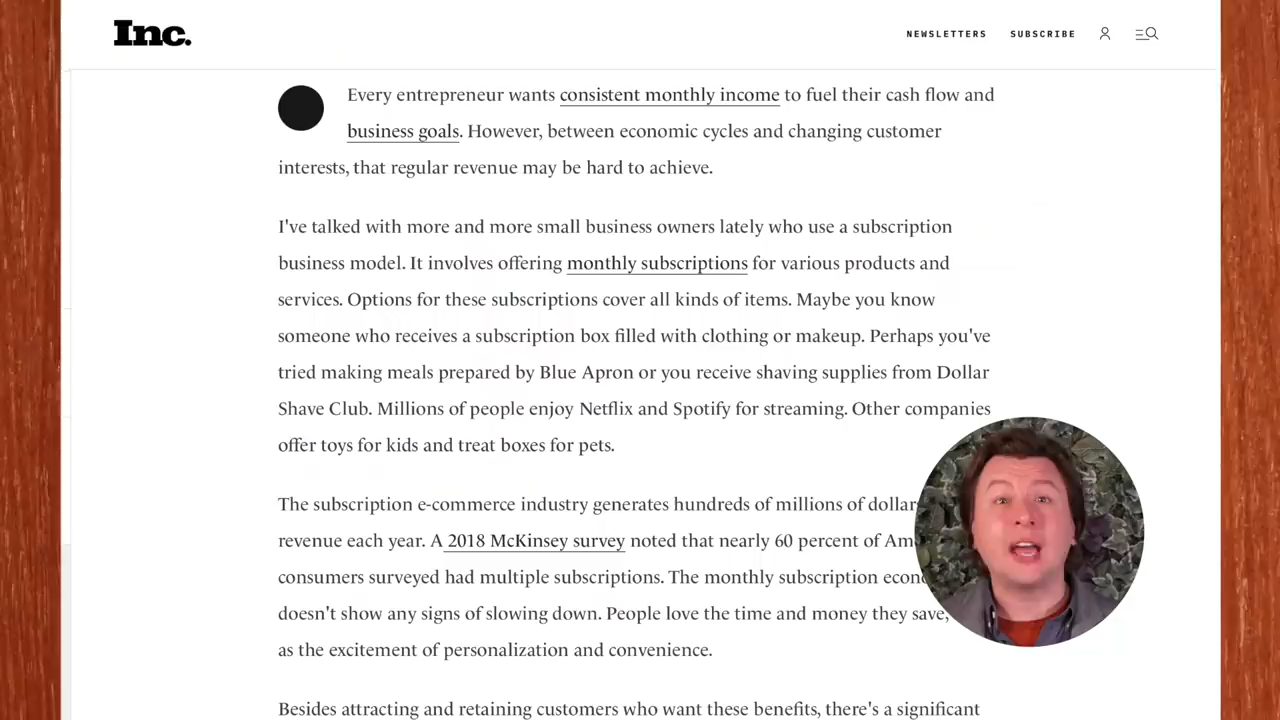 Inc.
NEWSLETTERS SUBSCRIBE
Every entrepreneur wants consistent monthly income to fuel their cash flow and
business goals. However, between economic cycles and changing customer
interests, that regular revenue may be hard to achieve.
I've talked with more and more small business owners lately who use a subscription
business model. It involves offering monthly subscriptions for various products and
services. Options for these subscriptions cover all kinds of items. Maybe you know
someone who receives a subscription box filled with clothing or makeup. Perhaps you've
tried making meals prepared by Blue Apron or you receive shaving supplies from Dollar
Shave Club. Millions of people enjoy Netflix and Spotify for streaming. Other companies
offer toys for kids and treat boxes for pets.
The subscription e-commerce industry generates hundreds of millions of dollar
revenue each year. A 2018 McKinsey survey noted that nearly 60 percent of
consumers surveyed had multiple subscriptions. The monthly subscription
doesn't show any signs of slowing down. People love the time and money they save,
as the excitement of personalization and convenience.
Besides attracting and retaining customers who want these benefits, there's a significant